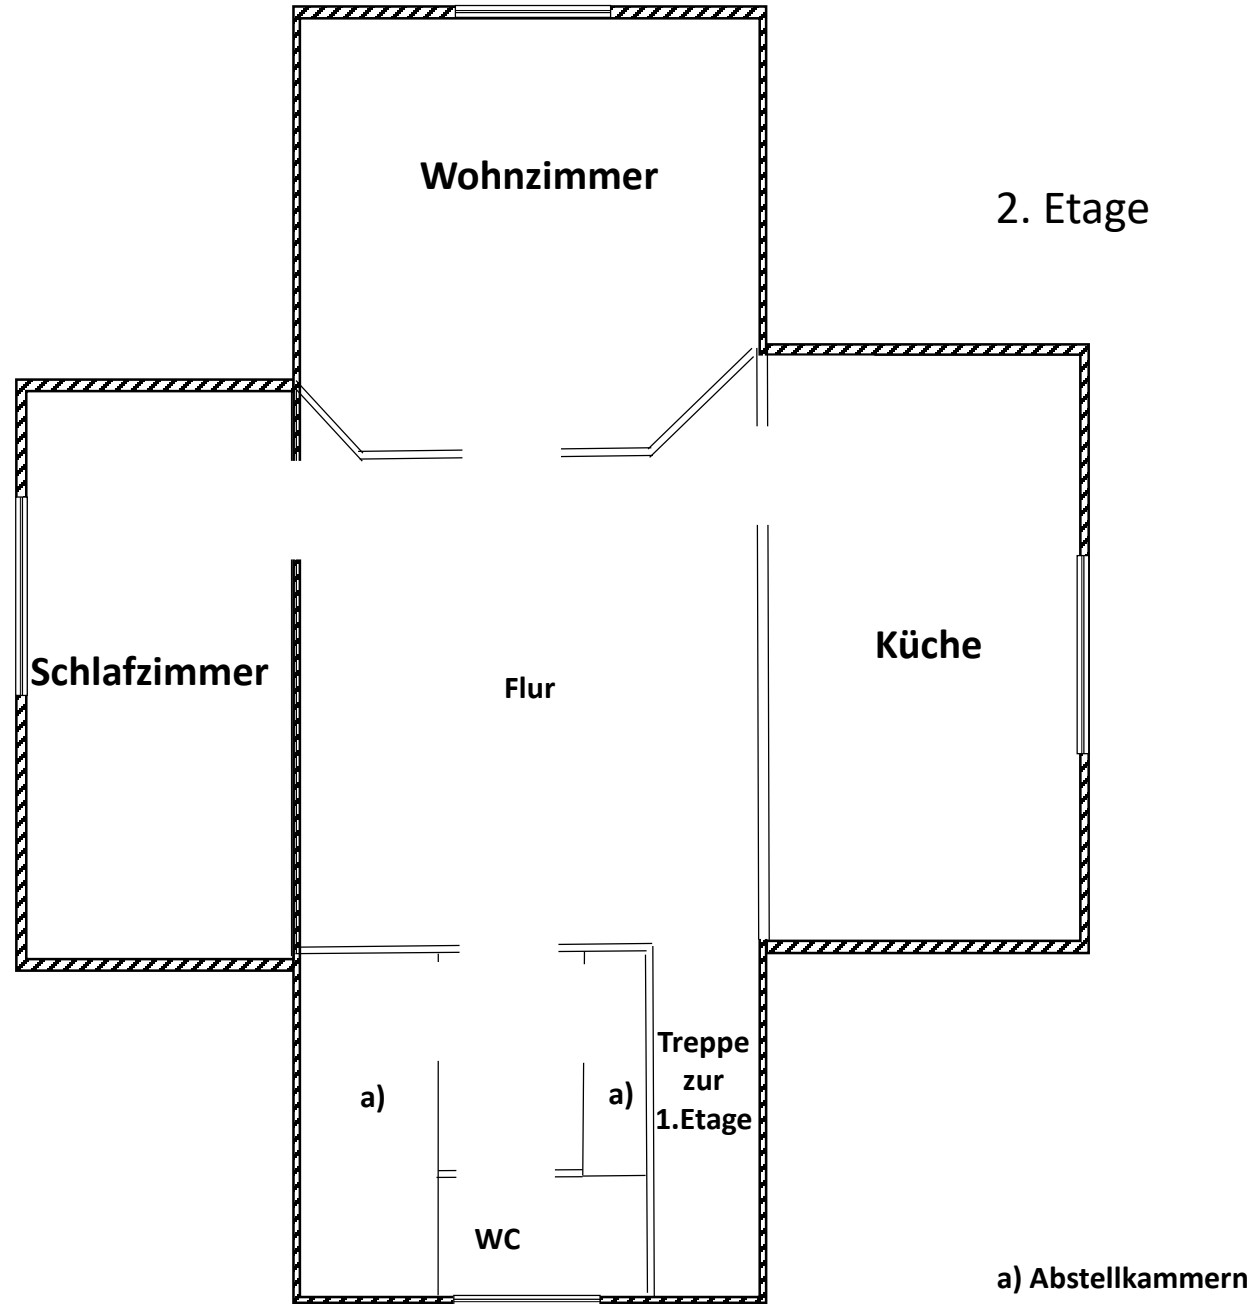 Wohnzimmer
2. Etage
Schlafzimmer
Flur
Küche
Treppe
zur
1.Etage
a)
a)
WC
a) Abstellkammern